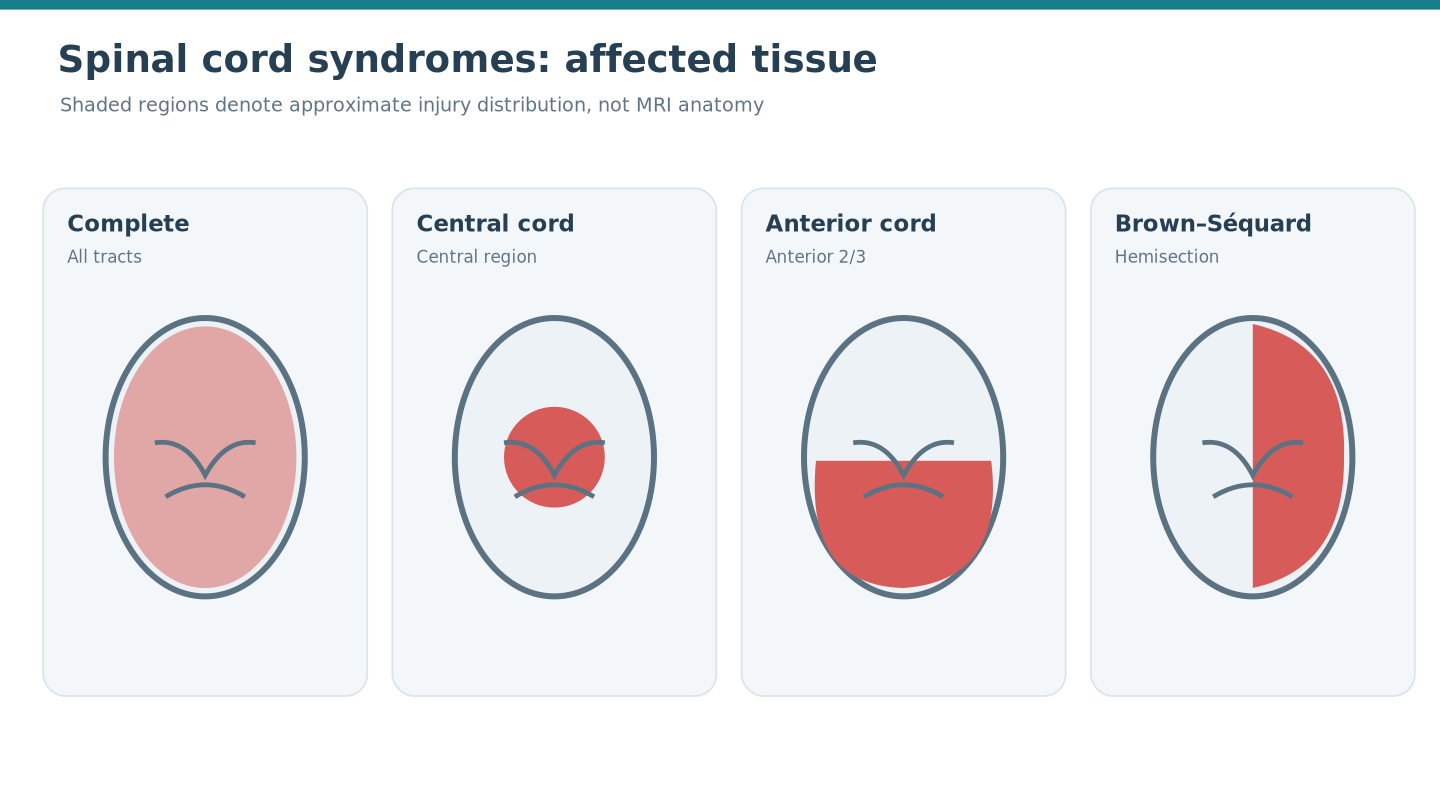 Spinal cord syndromes: affected tissue
Shaded regions denote approximate injury distribution, not MRI anatomy
Complete
All tracts
Central cord
Central region
Anterior cord
Anterior 2/3
Brown–Séquard
Hemisection